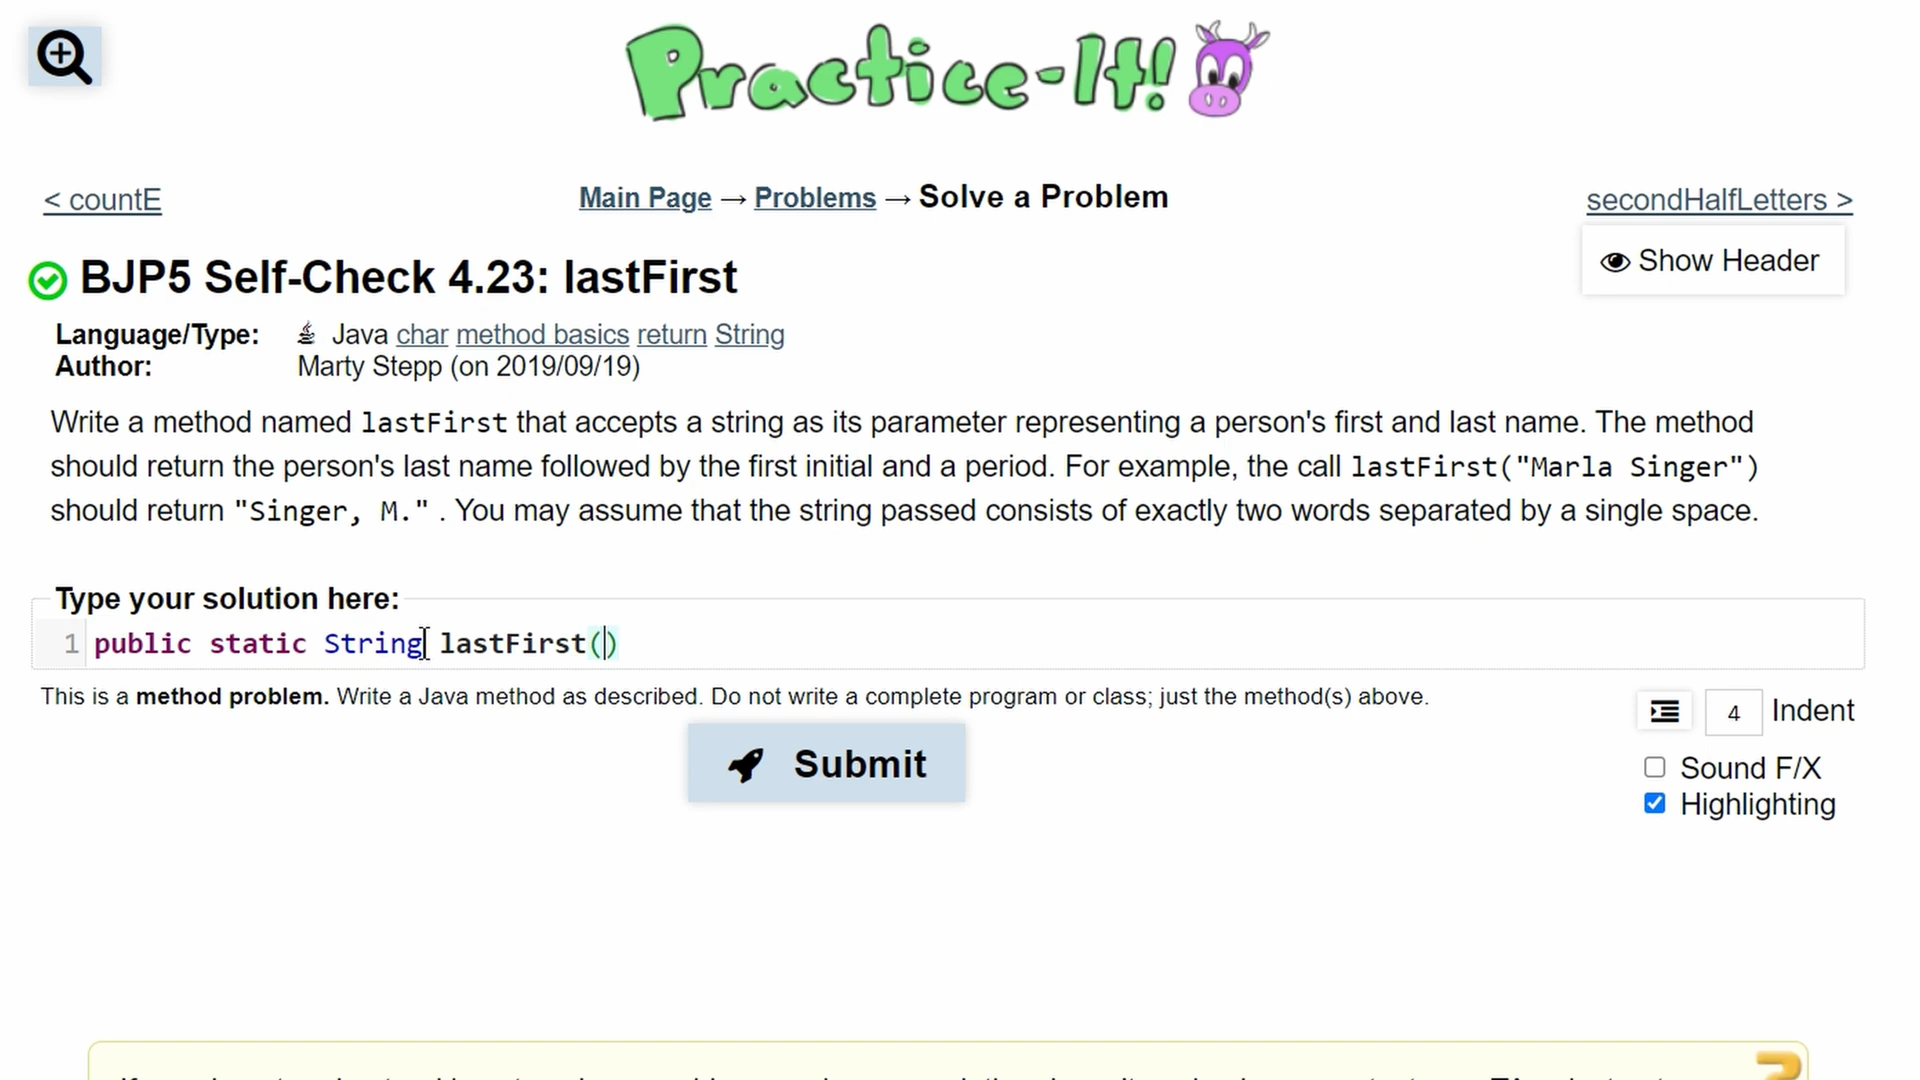 Practice-It!
< countE
Main Page → Problems → Solve a Problem
secondHalfLetters >
Show Header
BJP5 Self-Check 4.23: lastFirst
Language/Type: Java char method basics return String
Author: Marty Stepp (on 2019/09/19)
Write a method named lastFirst that accepts a string as its parameter representing a person's first and last name. The method
should return the person's last name followed by the first initial and a period. For example, the call lastFirst("Marla Singer")
should return "Singer, M." . You may assume that the string passed consists of exactly two words separated by a single space.
Type your solution here:
1 public static String lastFirst()
This is a method problem. Write a Java method as described. Do not write a complete program or class; just the method(s) above.
4 Indent
Submit
Sound F/X
Highlighting